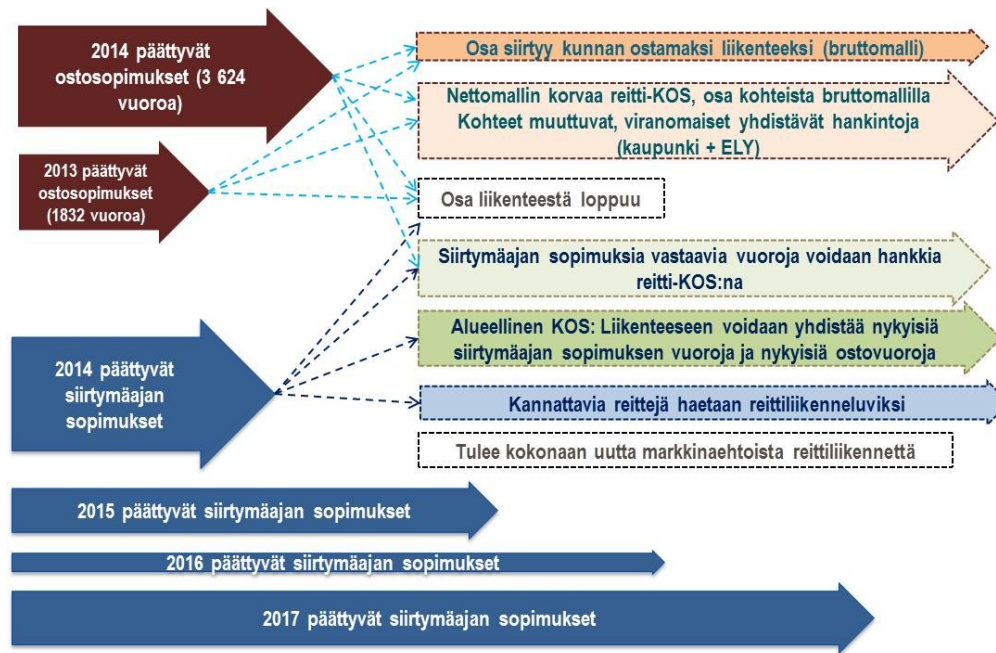 2014 päättyvät
ostosopimukset (3 624
vuoroa)
2013 päättyvät
ostosopimukset
(1832 vuoroa)
2014 päättyvät
siirtymäajan
sopimukset
Osa siirtyy kunnan ostamaksi liikenteeksi (bruttomalli)
Nettomallin korvaa reitti-KOS, osa kohteista bruttomallilla
Kohteet muuttuvat, viranomaiset yhdistävät hankintoja
(kaupunki + ELY)
Osa liikenteestä loppuu
Siirtymäajan sopimuksia vastaavia vuoroja voidaan hankkia
reitti-KOS:na
Alueellinen KOS: Liikenteeseen voidaan yhdistää nykyisiä
siirtymäajan sopimuksen vuoroja ja nykyisiä ostovuoroja
Kannattavia reittejä haetaan reittiliikenneluviksi
Tulee kokonaan uutta markkinaehtoista reittiliikennettä
2015 päättyvät siirtymäajan sopimukset
2016 päättyvät siirtymäajan sopimukset
2017 päättyvät siirtymäajan sopimukset